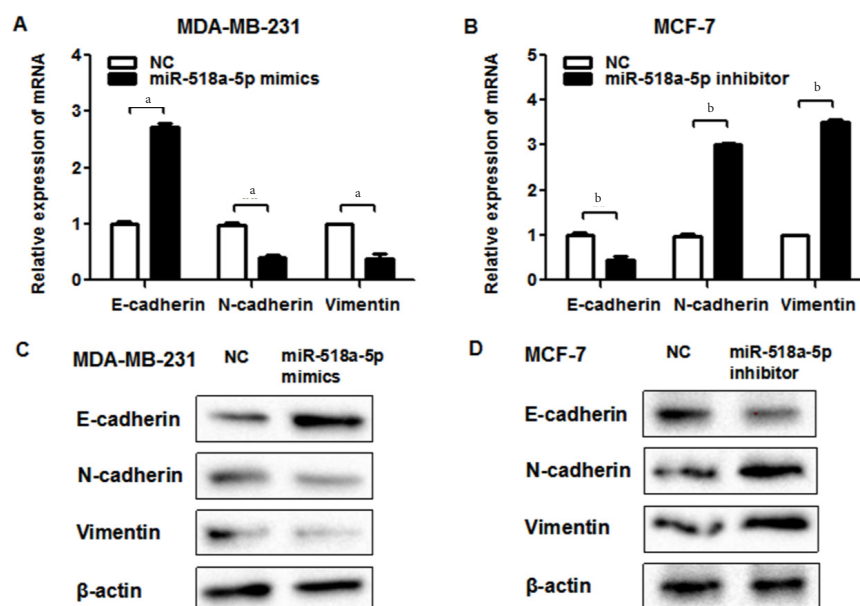 A
MDA-MB-231
Relative expression of mRNA
4
3
2
1
0
NC
miR-518a-5p mimics
a
a
a
E-cadherin
N-cadherin
Vimentin
B
MCF-7
Relative expression of mRNA
5
4
3
2
1
0
NC
miR-518a-5p inhibitor
b
b
b
E-cadherin
N-cadherin
Vimentin
C
MDA-MB-231
NC
miR-518a-5p
mimics
E-cadherin
N-cadherin
Vimentin
β-actin
D
MCF-7
NC
miR-518a-5p
inhibitor
E-cadherin
N-cadherin
Vimentin
β-actin